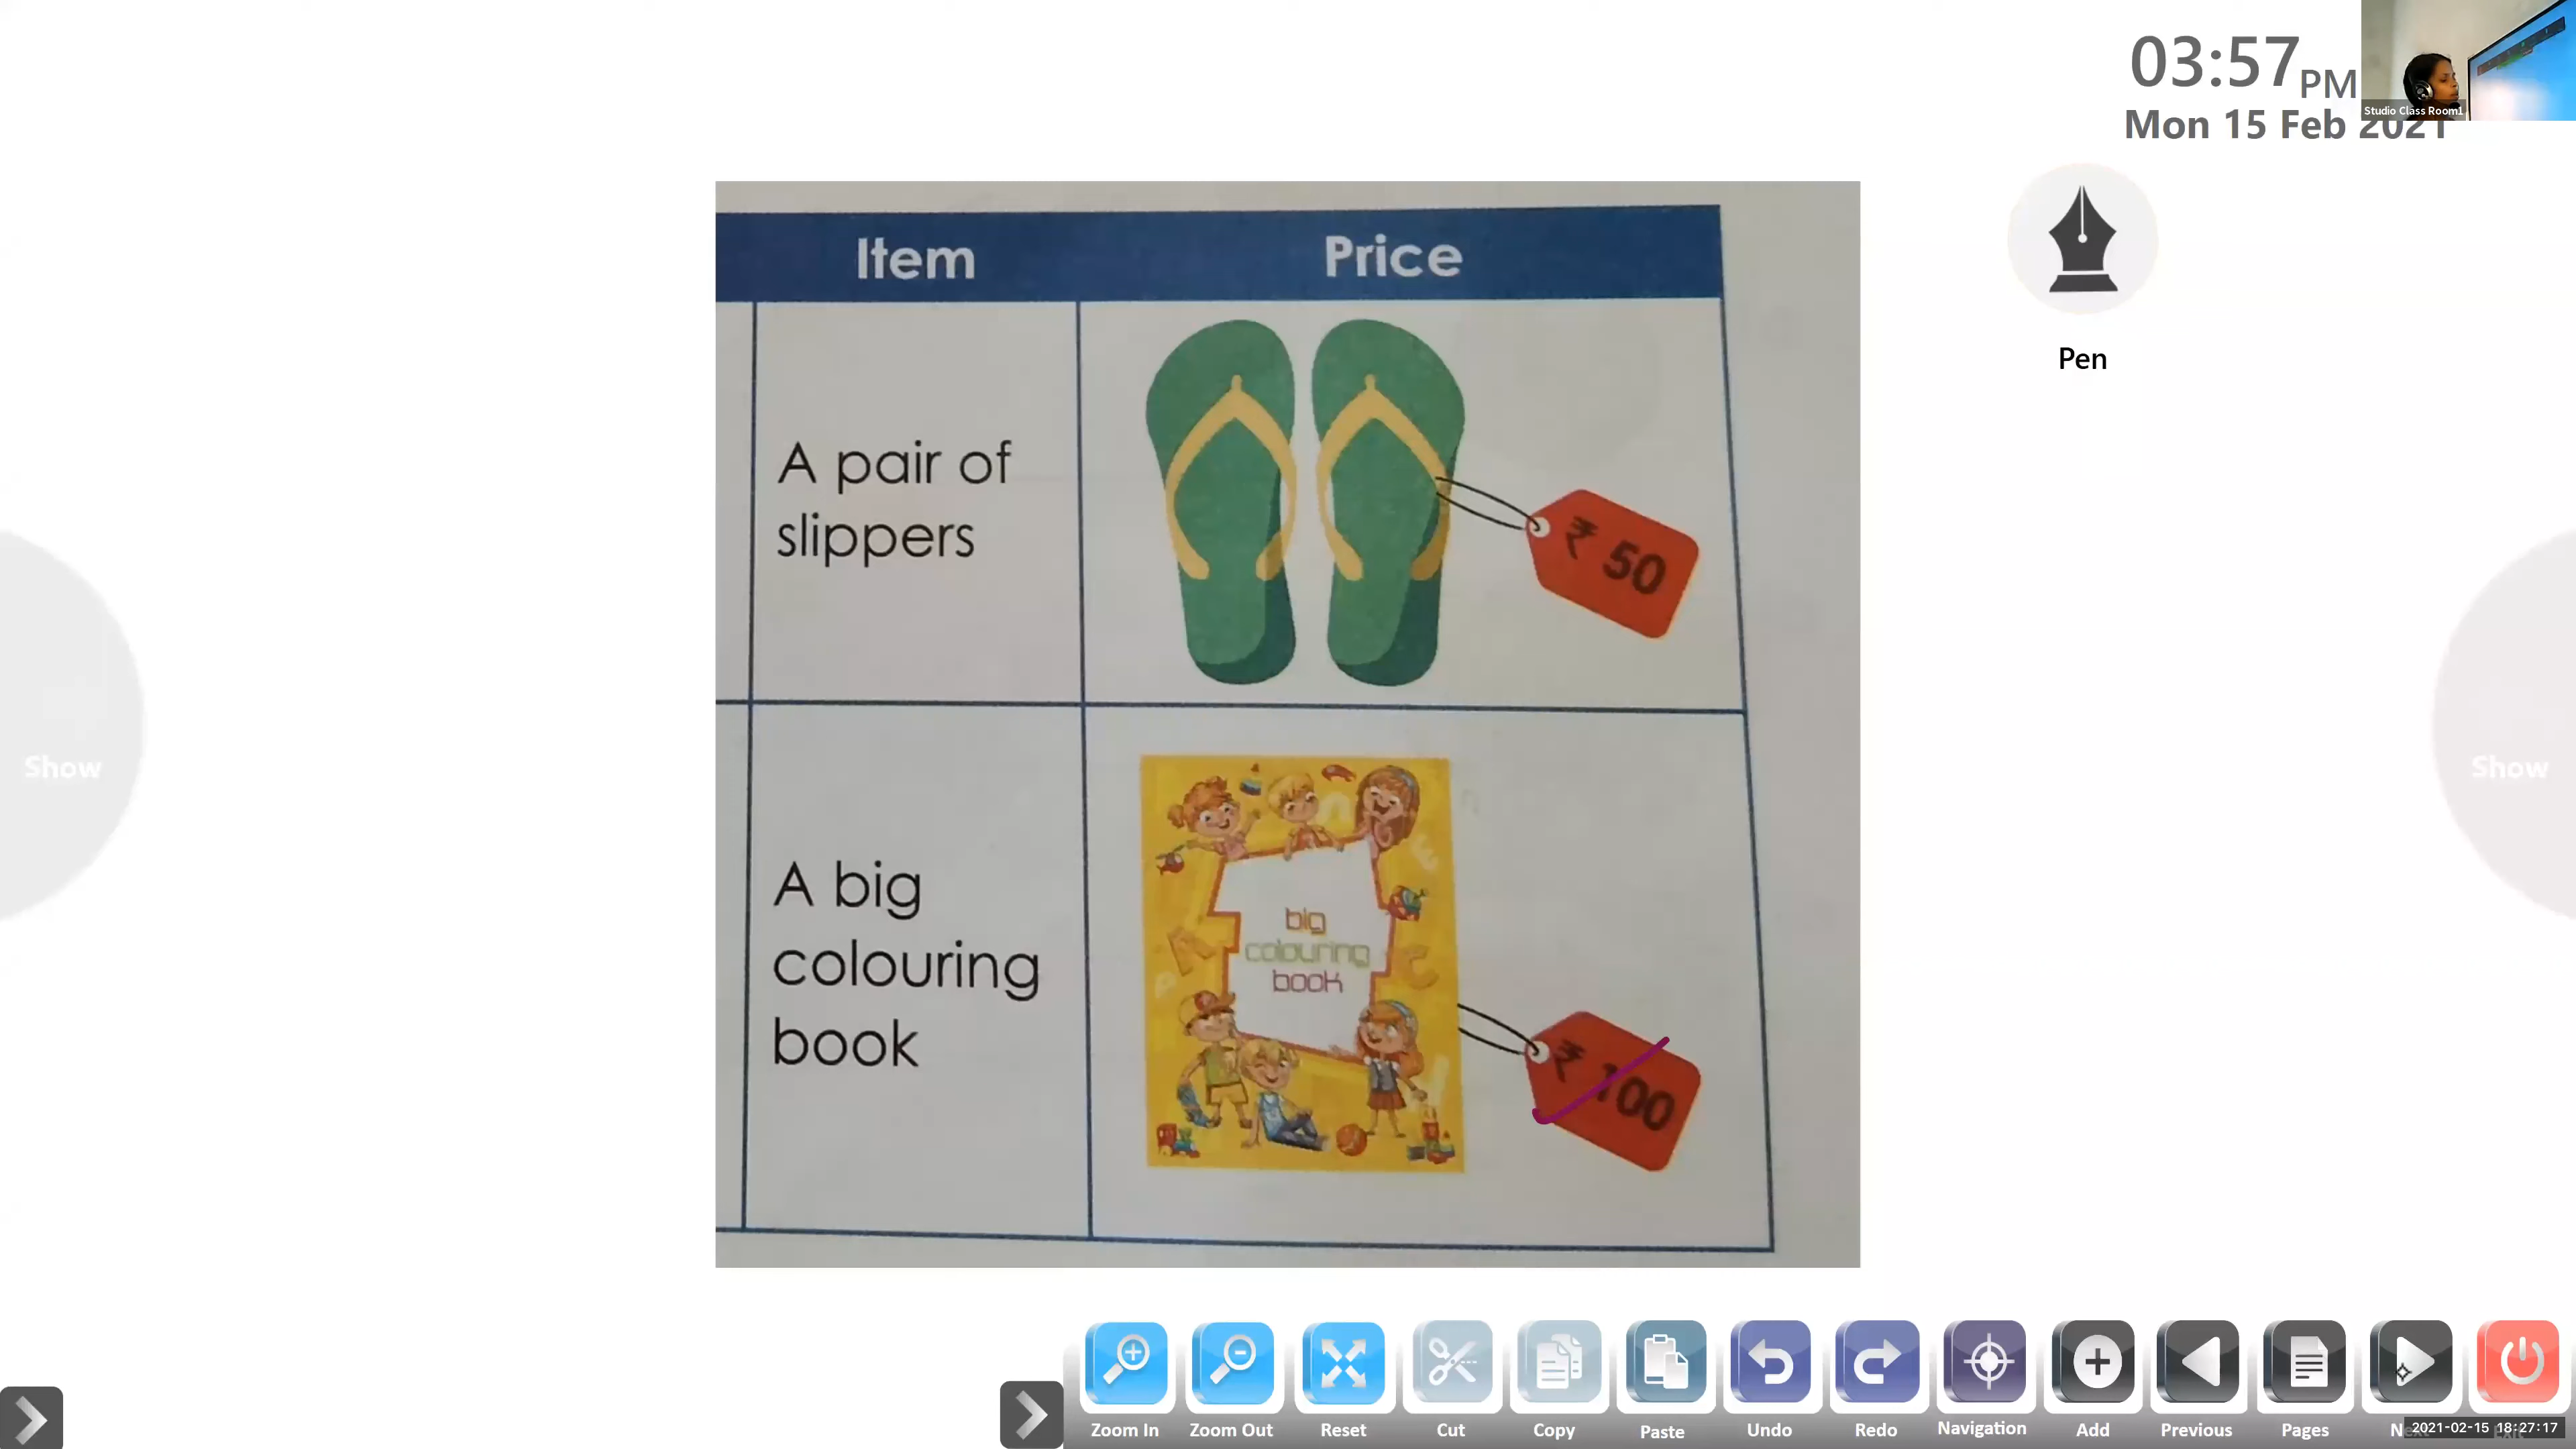 03:57 PM
Studio Class Room1
Mon 15 Feb 2021
Pen
Item Price
A pair of
slippers
₹ 50
A big
colouring
book
big
colouring
book
₹ 100
Show
Show
Zoom In Zoom Out Reset Cut Copy Paste Undo Redo Navigation Add Previous Pages
2021-02-15 18:27:17